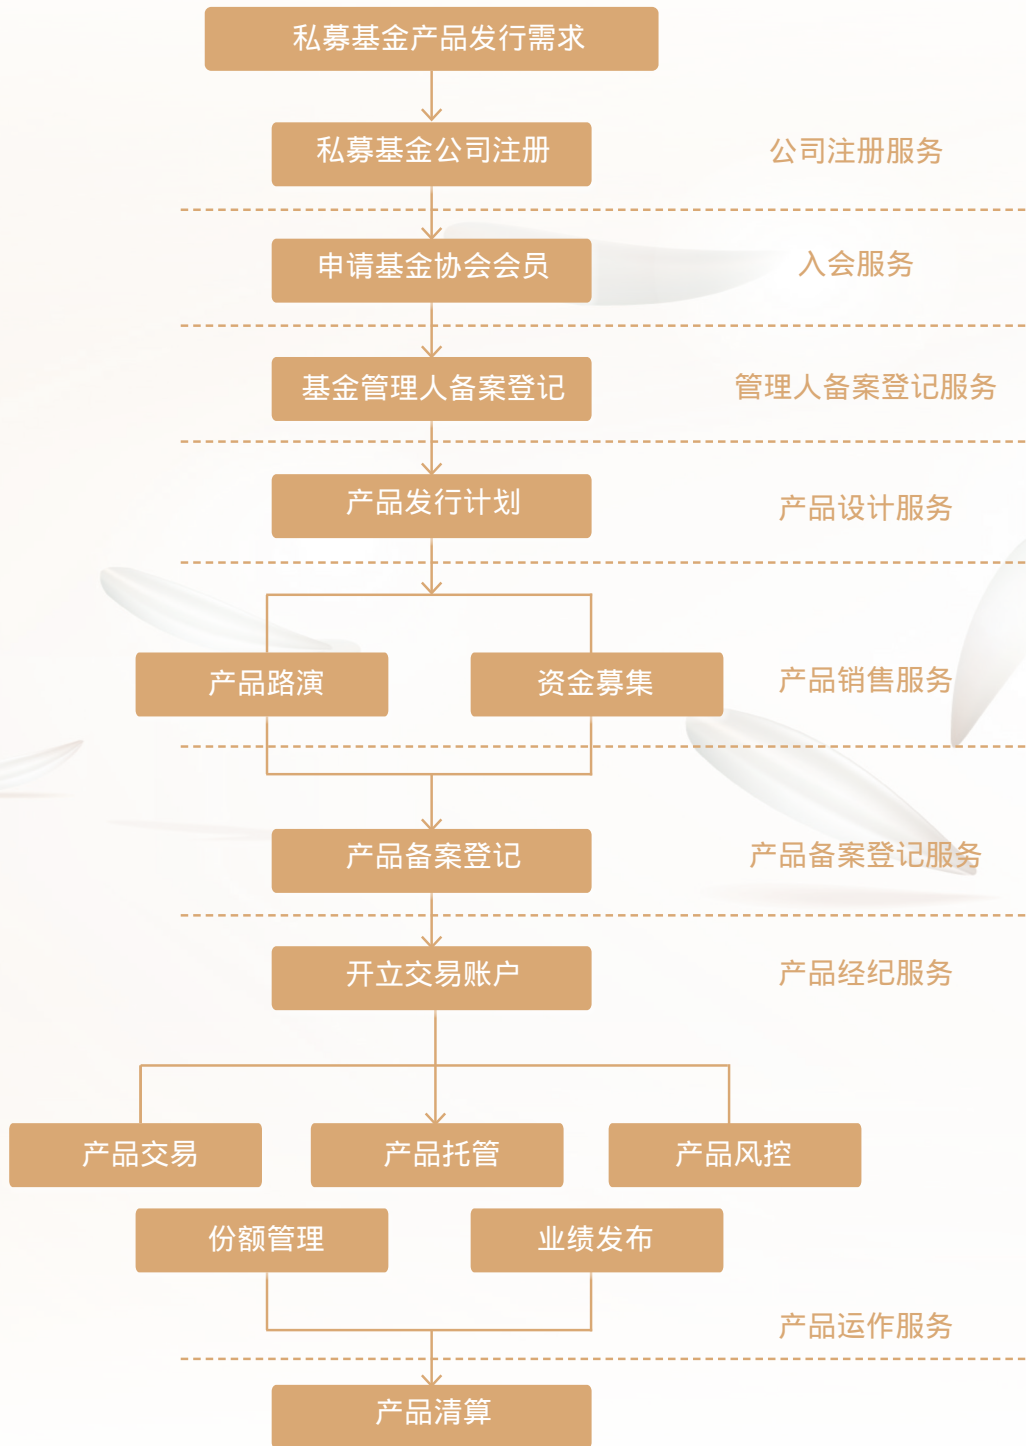 私募基金产品发行需求
私募基金公司注册
公司注册服务
申请基金协会会员
入会服务
基金管理人备案登记
管理人备案登记服务
产品发行计划
产品设计服务
产品路演
资金募集
产品销售服务
产品备案登记
产品备案登记服务
开立交易账户
产品经纪服务
产品交易
产品托管
产品风控
份额管理
业绩发布
产品运作服务
产品清算